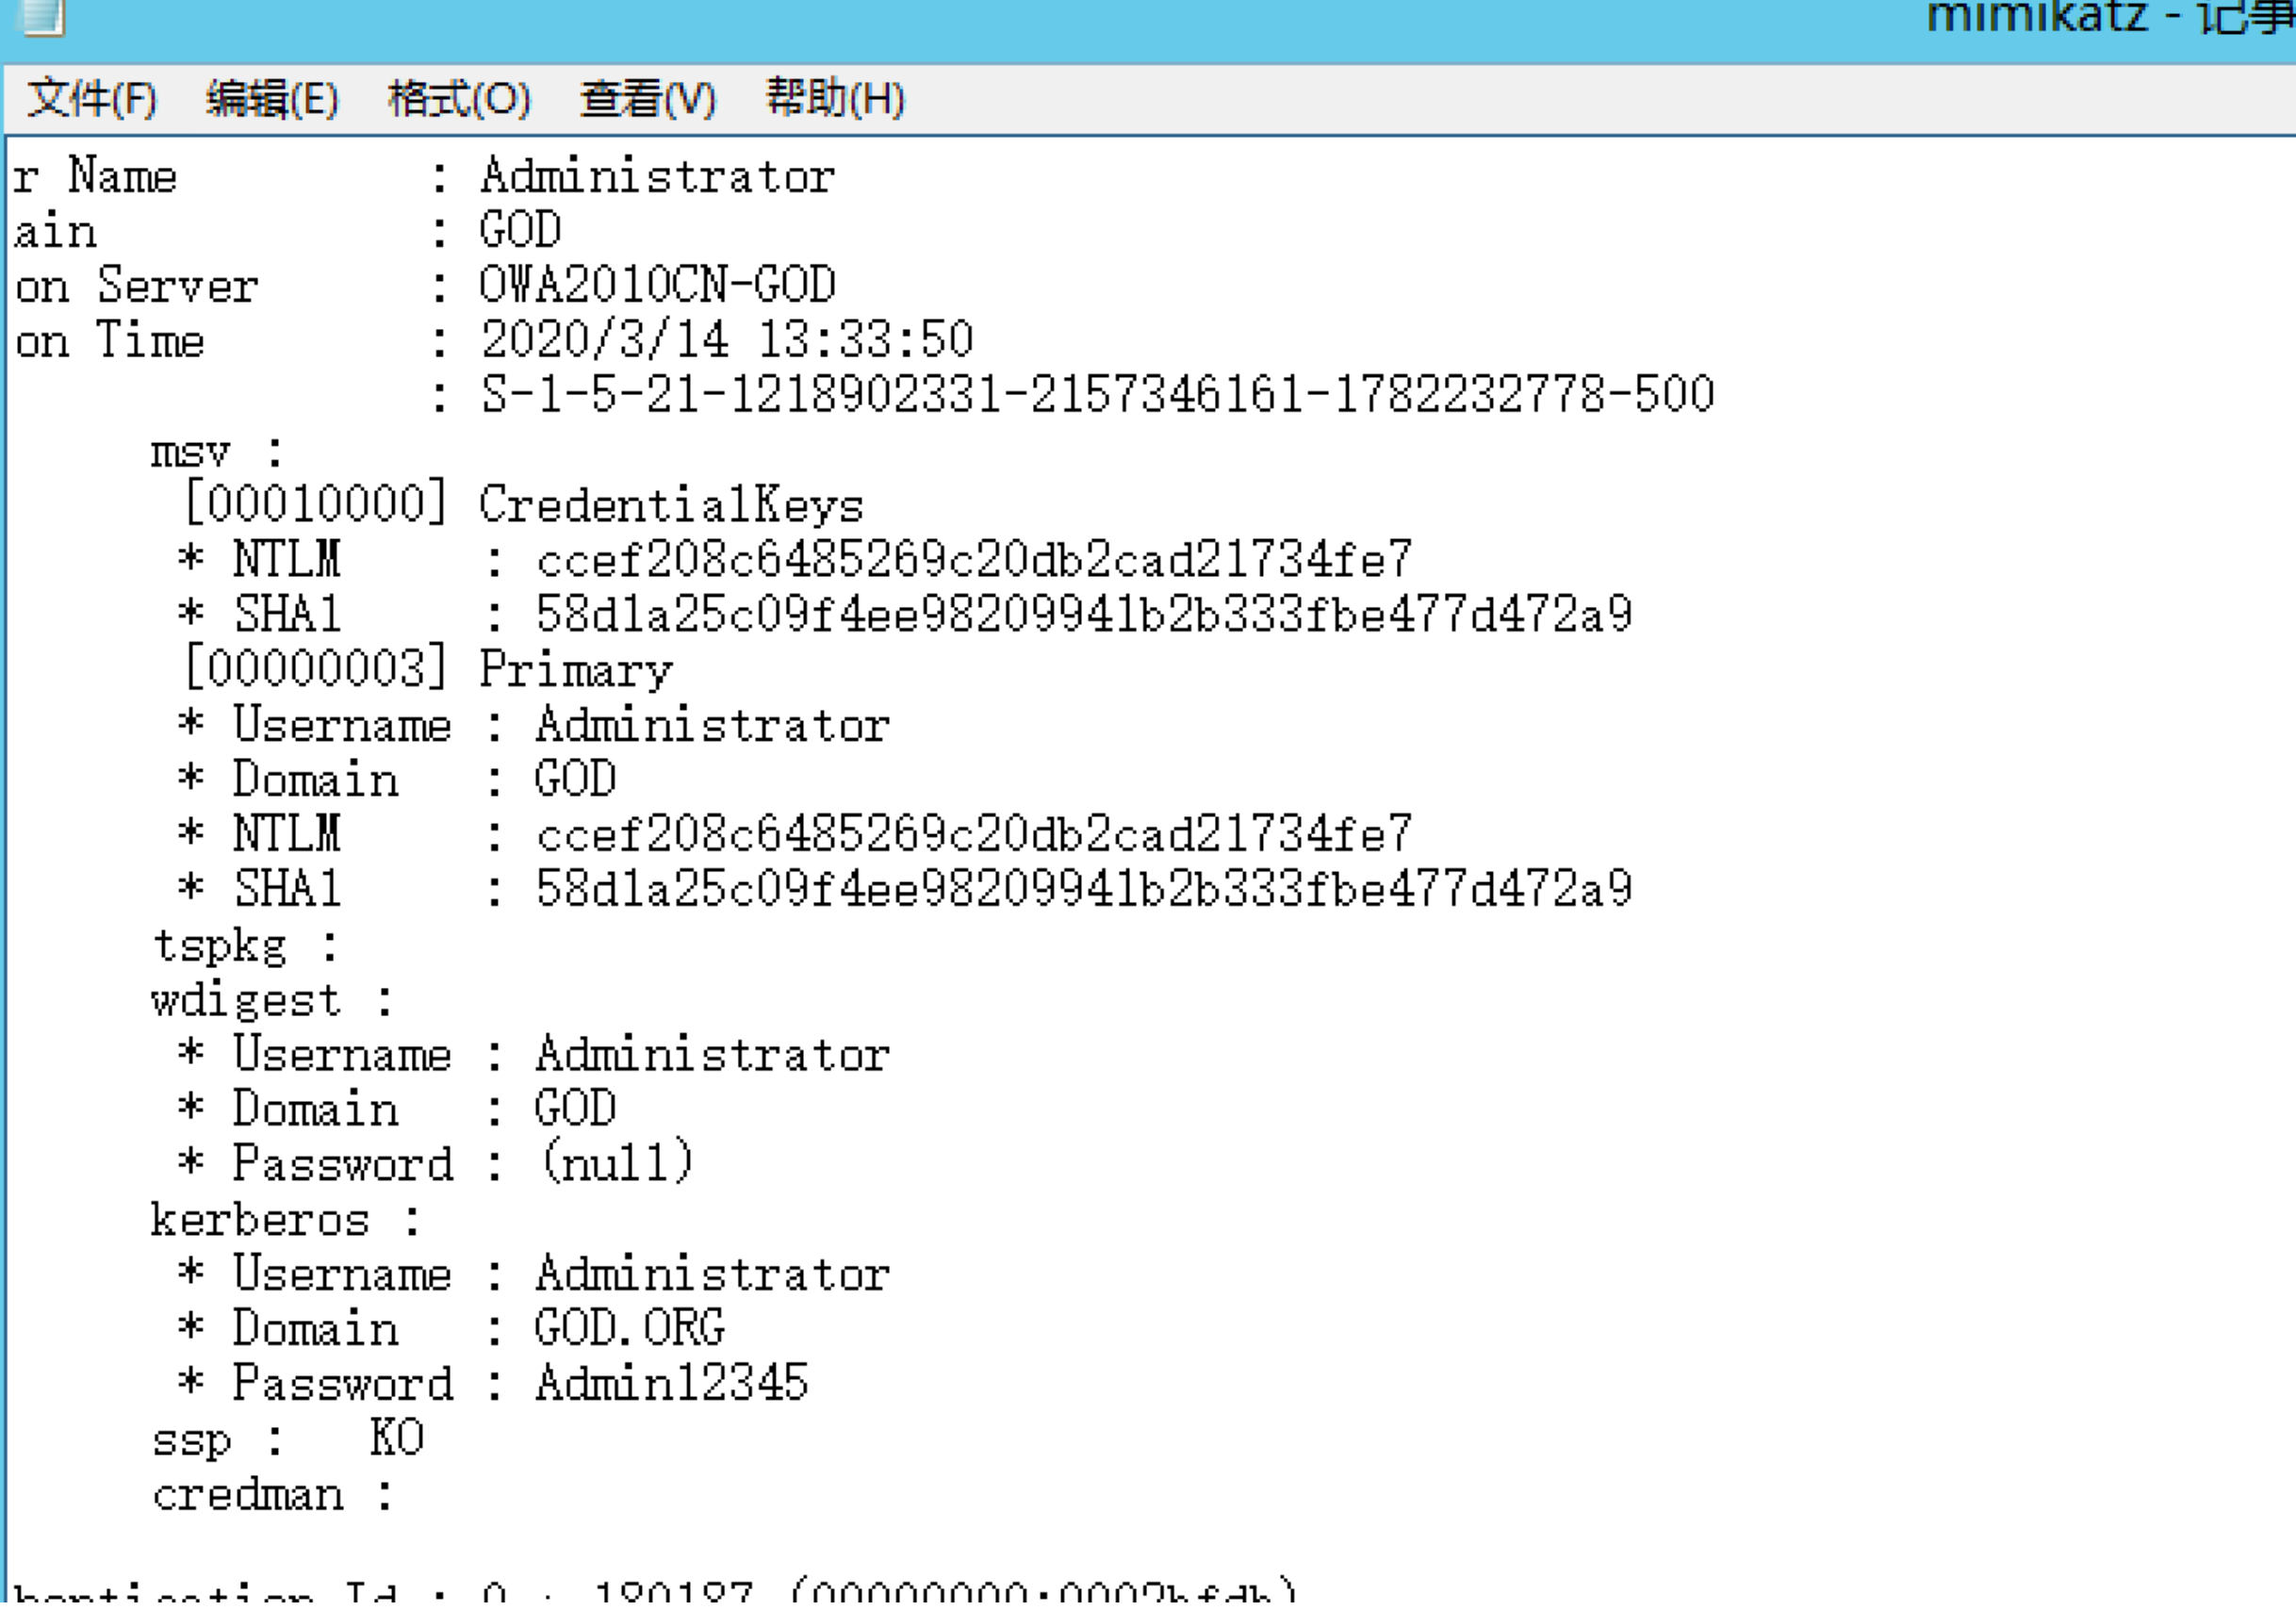 mimikatz - 记事
文件(F) 编辑(E) 格式(O) 查看(V) 帮助(H)
r Name : Administrator
ain : GOD
on Server : OWA2010CN-GOD
on Time : 2020/3/14 13:33:50
: S-1-5-21-1218902331-2157346161-1782232778-500
msv :
[00010000] CredentialKeys
* NTLM : ccef208c6485269c20db2cad21734fe7
* SHA1 : 58d1a25c09f4ee98209941b2b333fbe477d472a9
[00000003] Primary
* Username : Administrator
* Domain : GOD
* NTLM : ccef208c6485269c20db2cad21734fe7
* SHA1 : 58d1a25c09f4ee98209941b2b333fbe477d472a9
tspkg :
wdigest :
* Username : Administrator
* Domain : GOD
* Password : (null)
kerberos :
* Username : Administrator
* Domain : GOD.ORG
* Password : Admin12345
ssp : KO
credman :
hentication Id : 0 ;